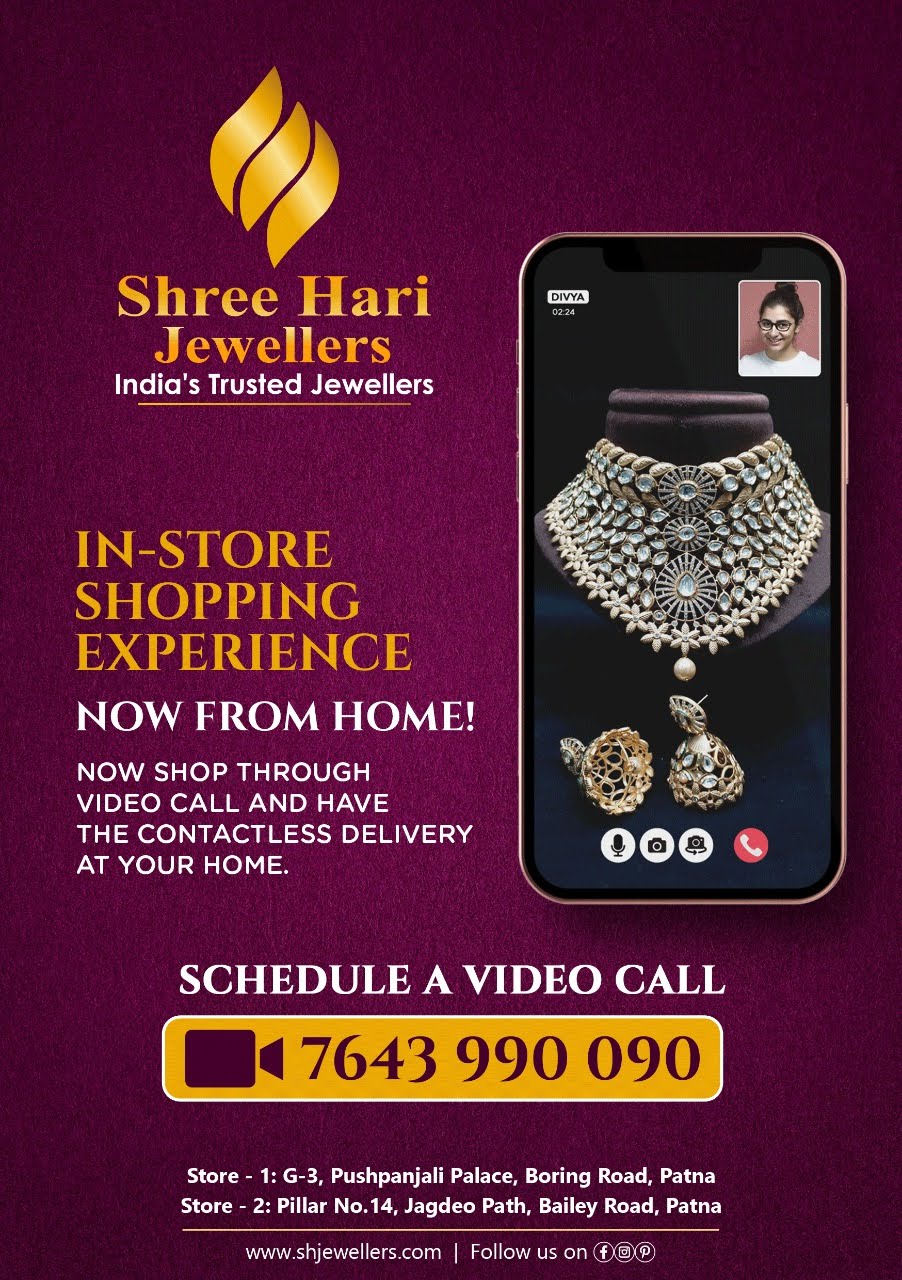 Shree Hari
Jewellers
India's Trusted Jewellers
DIVYA
02:24
IN-STORE
SHOPPING
EXPERIENCE
NOW FROM HOME!
NOW SHOP THROUGH
VIDEO CALL AND HAVE
THE CONTACTLESS DELIVERY
AT YOUR HOME.
SCHEDULE A VIDEO CALL
7643 990 090
Store - 1: G-3, Pushpanjali Palace, Boring Road, Patna
Store - 2: Pillar No.14, Jagdeo Path, Bailey Road, Patna
www.shjewellers.com | Follow us on